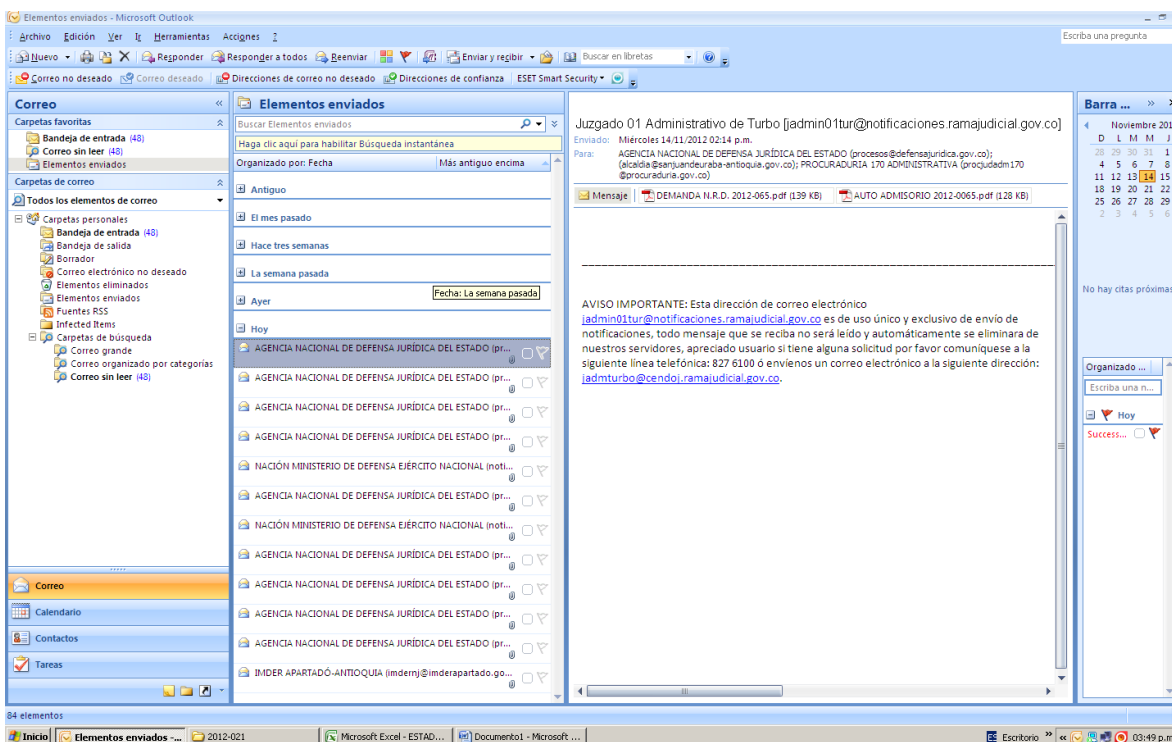 Elementos enviados - Microsoft Outlook
Archivo Edición Ver Ir Herramientas Acciones ?
Escriba una pregunta
Nuevo Responder Responder a todos Reenviar Enviar y recibir Buscar en libretas
Correo no deseado Correo deseado Direcciones de correo no deseado Direcciones de confianza ESET Smart Security
Correo
Carpetas favoritas
Bandeja de entrada (48)
Correo sin leer (48)
Elementos enviados
Carpetas de correo
Todos los elementos de correo
Carpetas personales
Bandeja de entrada (48)
Bandeja de salida
Borrador
Correo electrónico no deseado
Elementos eliminados
Elementos enviados
Fuentes RSS
Infected Items
Carpetas de búsqueda
Correo grande
Correo organizado por categorías
Correo sin leer (48)
Correo
Calendario
Contactos
Tareas
Elementos enviados
Buscar Elementos enviados
Haga clic aquí para habilitar Búsqueda instantánea
Organizado por: Fecha Más antiguo encima
Antiguo
El mes pasado
Hace tres semanas
La semana pasada
Fecha: La semana pasada
Ayer
Hoy
AGENCIA NACIONAL DE DEFENSA JURÍDICA DEL ESTADO (pr...
AGENCIA NACIONAL DE DEFENSA JURÍDICA DEL ESTADO (pr...
AGENCIA NACIONAL DE DEFENSA JURÍDICA DEL ESTADO (pr...
AGENCIA NACIONAL DE DEFENSA JURÍDICA DEL ESTADO (pr...
NACIÓN MINISTERIO DE DEFENSA EJÉRCITO NACIONAL (noti...
AGENCIA NACIONAL DE DEFENSA JURÍDICA DEL ESTADO (pr...
NACIÓN MINISTERIO DE DEFENSA EJÉRCITO NACIONAL (noti...
AGENCIA NACIONAL DE DEFENSA JURÍDICA DEL ESTADO (pr...
AGENCIA NACIONAL DE DEFENSA JURÍDICA DEL ESTADO (pr...
AGENCIA NACIONAL DE DEFENSA JURÍDICA DEL ESTADO (pr...
AGENCIA NACIONAL DE DEFENSA JURÍDICA DEL ESTADO (pr...
IMDER APARTADÓ-ANTIOQUIA (imdernj@imderapartado.go...
Juzgado 01 Administrativo de Turbo [jadmin01tur@notificaciones.ramajudicial.gov.co]
Enviado: Miércoles 14/11/2012 02:14 p.m.
Para: AGENCIA NACIONAL DE DEFENSA JURÍDICA DEL ESTADO (procesos@defensajuridica.gov.co);
(alcaldia@sanjuandeuraba-antioquia.gov.co); PROCURADURIA 170 ADMINISTRATIVA (procjudadm170
@procuraduria.gov.co)
Mensaje DEMANDA N.R.D. 2012-065.pdf (139 KB) AUTO ADMISORIO 2012-0065.pdf (128 KB)
AVISO IMPORTANTE: Esta dirección de correo electrónico
jadmin01tur@notificaciones.ramajudicial.gov.co es de uso único y exclusivo de envío de
notificaciones, todo mensaje que se reciba no será leído y automáticamente se eliminara de
nuestros servidores, apreciado usuario si tiene alguna solicitud por favor comuníquese a la
siguiente línea telefónica: 827 6100 ó envíenos un correo electrónico a la siguiente dirección:
jadmturbo@cendoj.ramajudicial.gov.co.
Barra ...
Noviembre 201
D L M M J
28 29 30 31 1
4 5 6 7 8
11 12 13 14 15
18 19 20 21 22
25 26 27 28 29
2 3 4 5 6
No hay citas próximas
Organizado ...
Escriba una n...
Hoy
Success...
84 elementos
Inicio Elementos enviados -... 2012-021 Microsoft Excel - ESTAD... Documento1 - Microsoft ... Escritorio 03:49 p.m